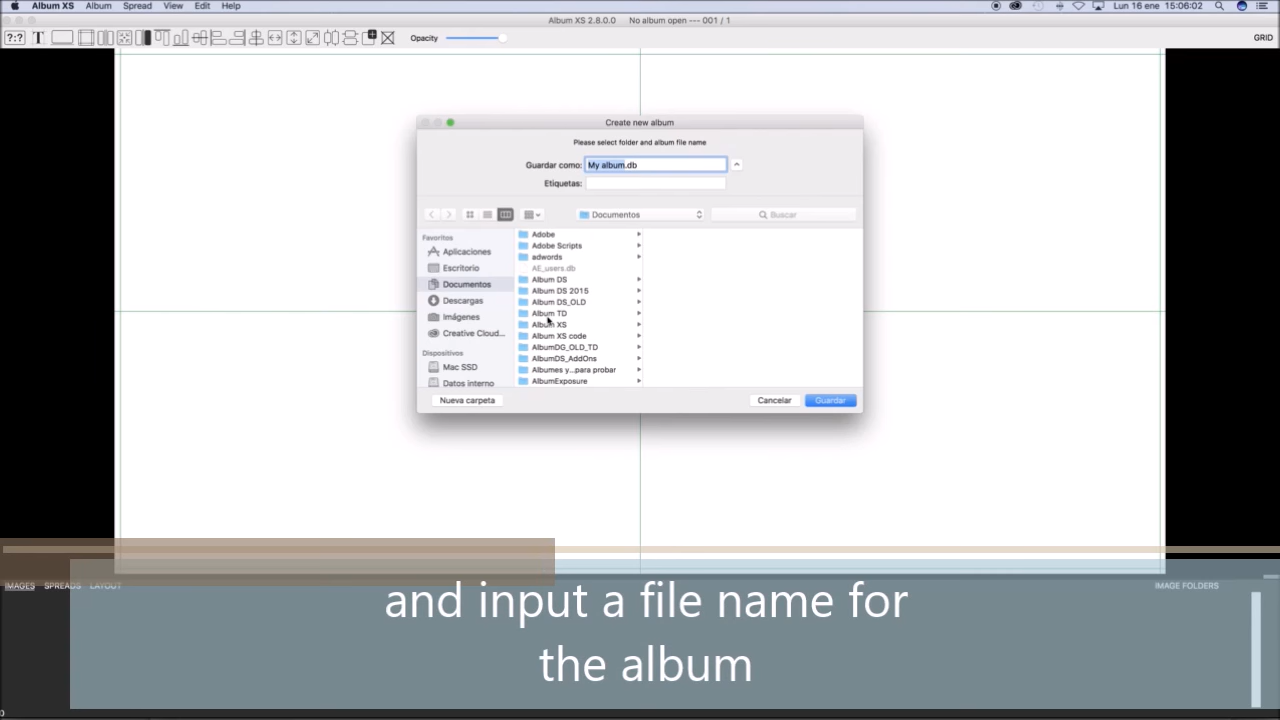 Album XS Album Spread View Edit Help Lun 16 ene 15:06:02
Album XS 2.8.0.0 No album open --- 001 / 1
?:? T Opacity GRID
Create new album
Please select folder and album file name
Guardar como: My album.db
Etiquetas:
Documentos Buscar
Favoritos
Aplicaciones
Escritorio
Documentos
Descargas
Imágenes
Creative Cloud...
Dispositivos
Mac SSD
Datos interno
Adobe
Adobe Scripts
adwords
AE_users.db
Album DS
Album DS 2015
Album DS_OLD
Album TD
Album XS
Album XS code
AlbumDG_OLD_TD
AlbumDS_AddOns
Albumes y...para probar
AlbumExposure
Nueva carpeta Cancelar Guardar
IMAGES SPREADS LAYOUT IMAGE FOLDERS
and input a file name for
the album